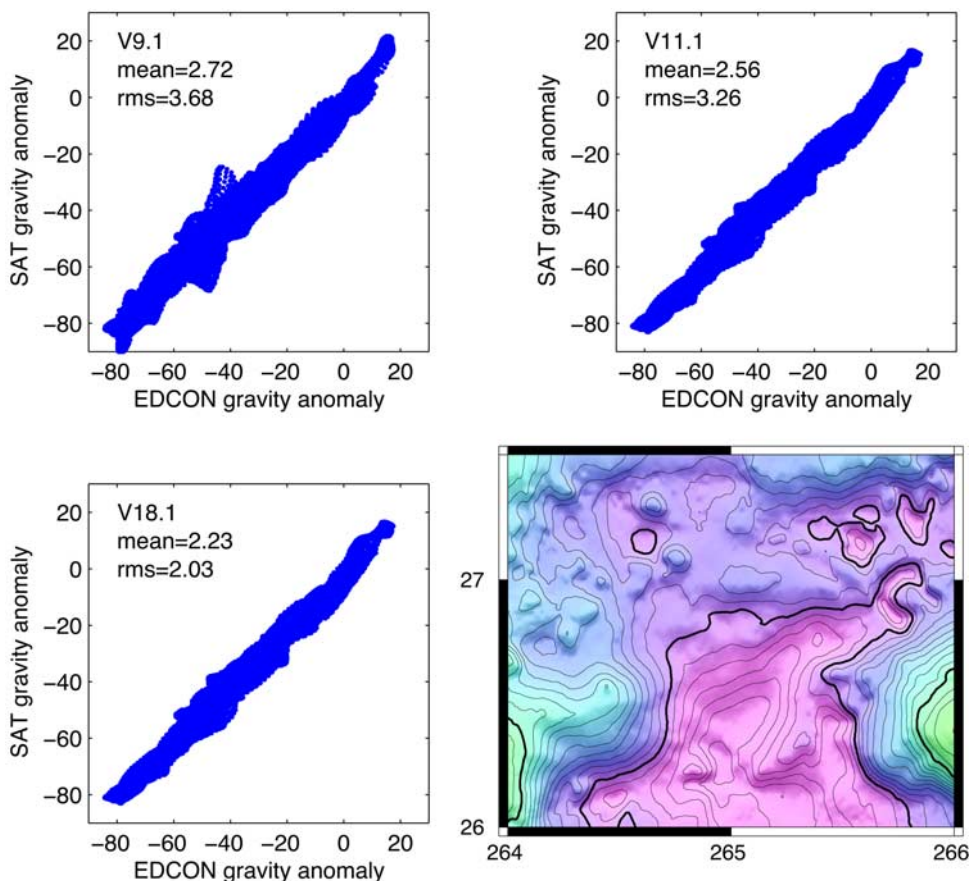 V9.1
mean=2.72
rms=3.68
20
0
−20
−40
−60
−80
SAT gravity anomaly
−80 −60 −40 −20 0 20
EDCON gravity anomaly
V11.1
mean=2.56
rms=3.26
20
0
−20
−40
−60
−80
SAT gravity anomaly
−80 −60 −40 −20 0 20
EDCON gravity anomaly
V18.1
mean=2.23
rms=2.03
20
0
−20
−40
−60
−80
SAT gravity anomaly
−80 −60 −40 −20 0 20
EDCON gravity anomaly
27
26
264 265 266